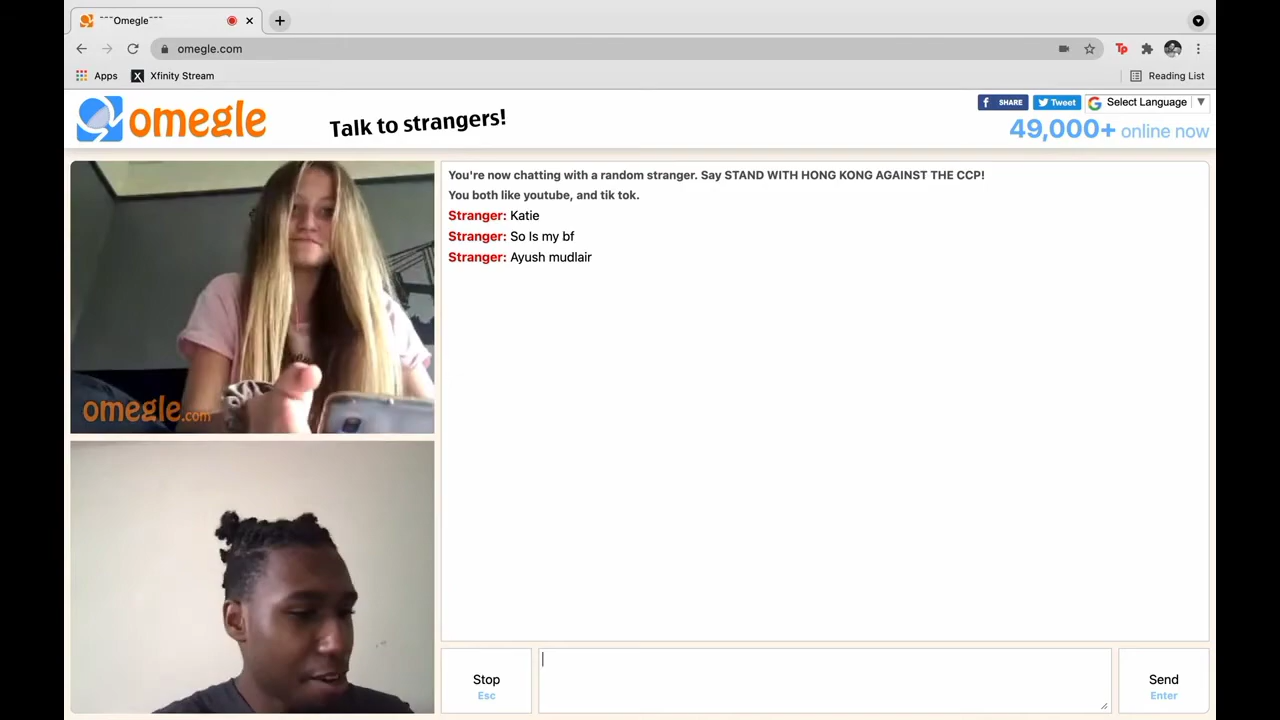 """Omegle"""
omegle.com
Apps
Xfinity Stream
Tp
Reading List
omegle
Talk to strangers!
SHARE
Tweet
Select Language
49,000+ online now
You're now chatting with a random stranger. Say STAND WITH HONG KONG AGAINST THE CCP!
You both like youtube, and tik tok.
Stranger: Katie
Stranger: So Is my bf
Stranger: Ayush mudlair
omegle.com
Stop
Esc
Send
Enter